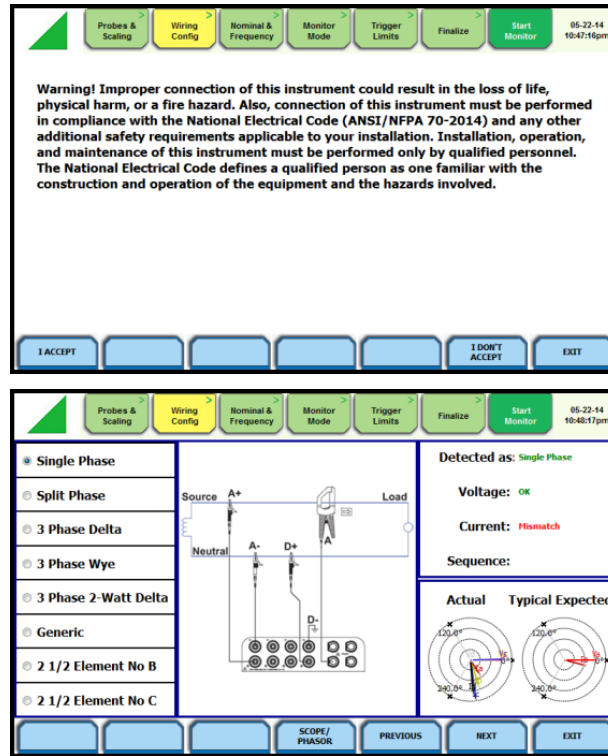 Probes & Scaling
Wiring Config
Nominal & Frequency
Monitor Mode
Trigger Limits
Finalize
Start Monitor
05-22-14
10:47:16pm
Warning! Improper connection of this instrument could result in the loss of life,
physical harm, or a fire hazard. Also, connection of this instrument must be performed
in compliance with the National Electrical Code (ANSI/NFPA 70-2014) and any other
additional safety requirements applicable to your installation. Installation, operation,
and maintenance of this instrument must be performed only by qualified personnel.
The National Electrical Code defines a qualified person as one familiar with the
construction and operation of the equipment and the hazards involved.
I ACCEPT
I DON'T
ACCEPT
EXIT
Probes & Scaling
Wiring Config
Nominal & Frequency
Monitor Mode
Trigger Limits
Finalize
Start Monitor
05-22-14
10:48:17pm
Single Phase
Split Phase
3 Phase Delta
3 Phase Wye
3 Phase 2-Watt Delta
Generic
2 1/2 Element No B
2 1/2 Element No C
Source
A+
Load
A
Neutral
A-
D+
D-
Detected as: Single Phase
Voltage: OK
Current: Mismatch
Sequence:
Actual
Typical Expected
120.0°
0°
240.0°
120.0°
0°
240.0°
SCOPE/
PHASOR
PREVIOUS
NEXT
EXIT